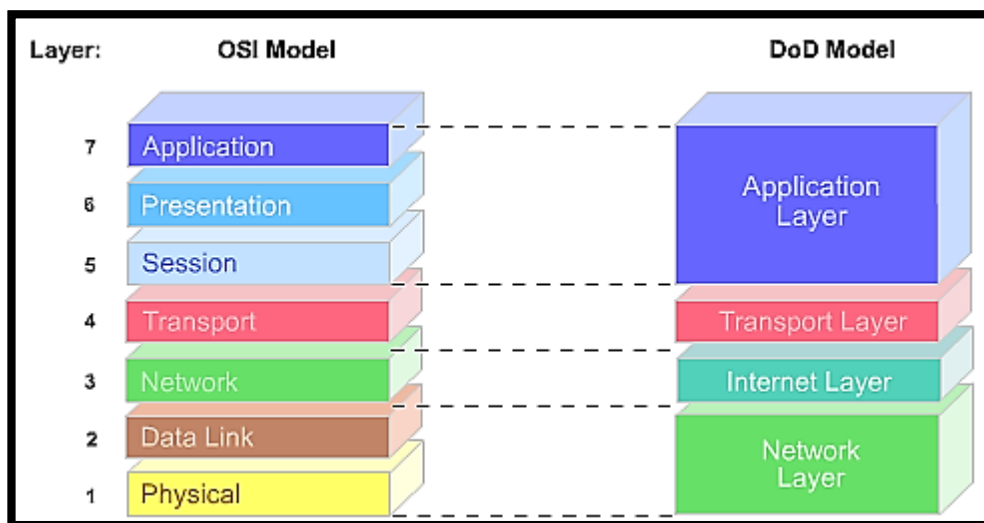 Layer: OSI Model DoD Model
7 Application
Application
Layer
6 Presentation
5 Session
4 Transport Transport Layer
3 Network Internet Layer
2 Data Link
Network
Layer
1 Physical